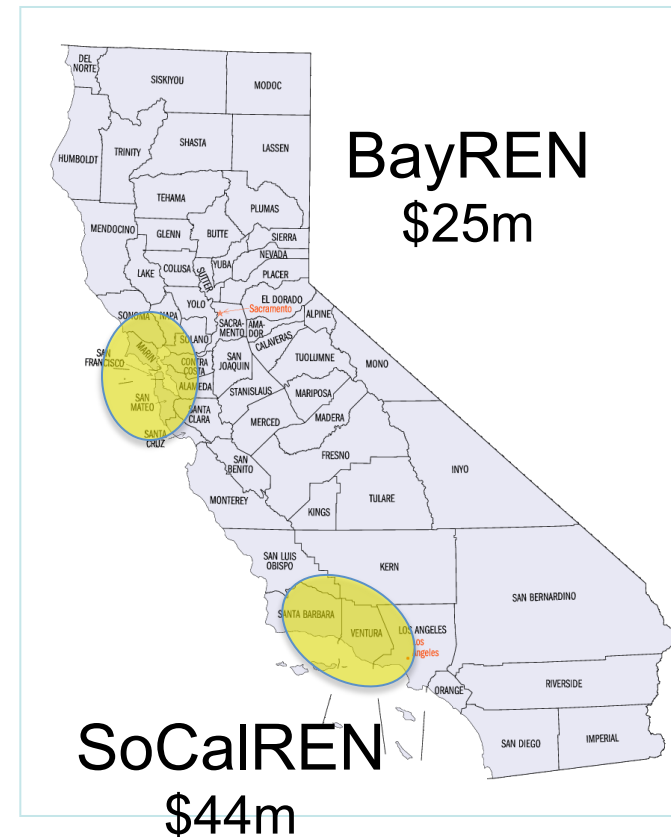 DEL
NORTE
SISKIYOU
MODOC
HUMBOLDT
TRINITY
SHASTA
LASSEN
BayREN
$25m
TEHAMA
PLUMAS
MENDOCINO
GLENN
BUTTE
SIERRA
NEVADA
YUBA
LAKE
COLUSA
SUTTER
PLACER
YOLO
EL DORADO
Sacramento
ALPINE
SONOMA
NAPA
SACRA-
MENTO
AMA-
DOR
SOLANO
CALAVERAS
MARIN
SAN
FRANCISCO
CONTRA
COSTA
SAN
JOAQUIN
TUOLUMNE
MONO
ALAMEDA
STANISLAUS
MARIPOSA
SAN
MATEO
SANTA
CLARA
MERCED
MADERA
SANTA
CRUZ
SAN
BENITO
FRESNO
INYO
MONTEREY
KINGS
TULARE
SAN LUIS
OBISPO
KERN
SAN BERNARDINO
SANTA BARBARA
VENTURA
LOS ANGELES
Los
Angeles
ORANGE
RIVERSIDE
SAN DIEGO
IMPERIAL
SoCalREN
$44m